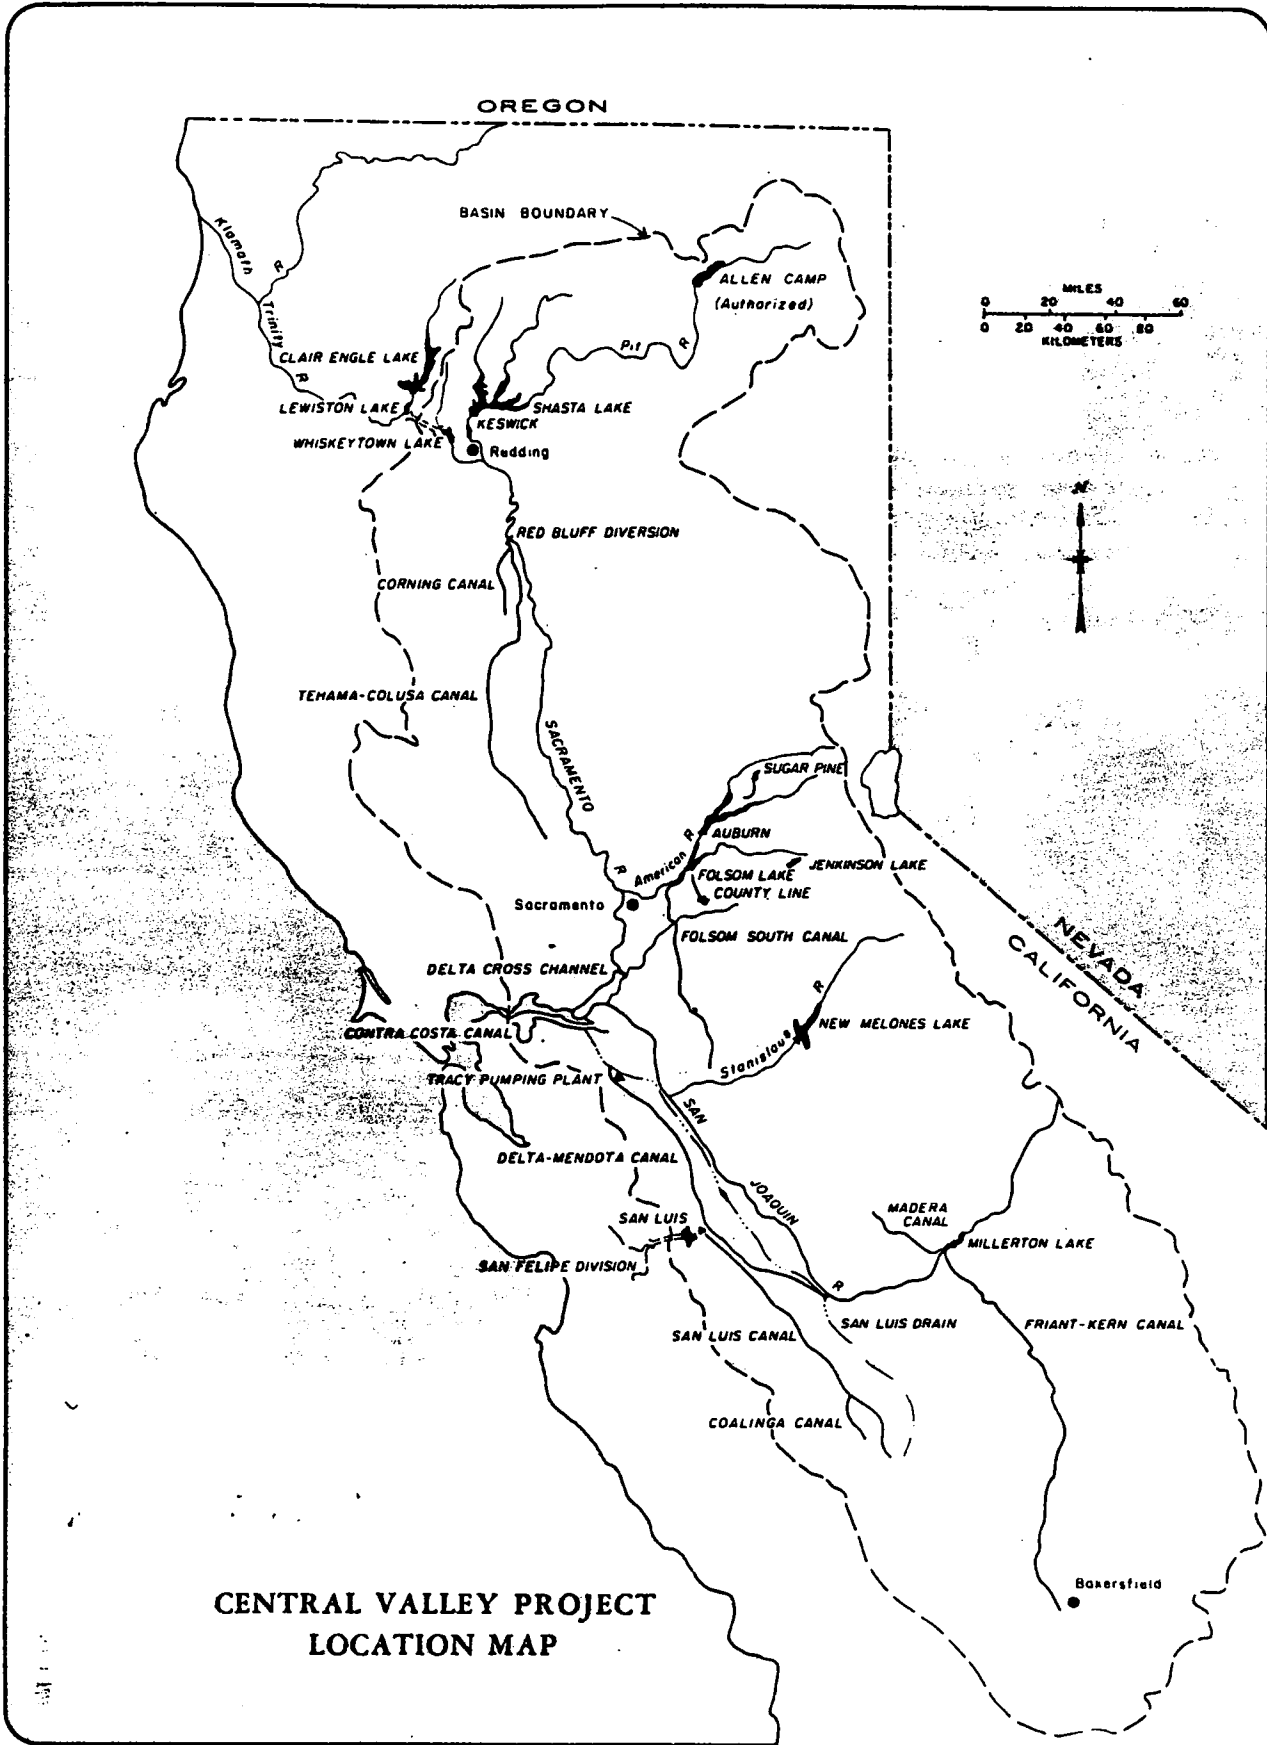 OREGON
BASIN BOUNDARY
Klamath
R
ALLEN CAMP
(Authorized)
MILES
0 20 40 60
0 20 40 60 80
KILOMETERS
Trinity
R
CLAIR ENGLE LAKE
Pit
R
LEWISTON LAKE
SHASTA LAKE
KESWICK
WHISKEYTOWN LAKE
Redding
N
RED BLUFF DIVERSION
CORNING CANAL
TEHAMA-COLUSA CANAL
SACRAMENTO
R
SUGAR PINE
American R
AUBURN
JENKINSON LAKE
FOLSOM LAKE
COUNTY LINE
Sacramento
FOLSOM SOUTH CANAL
NEVADA
CALIFORNIA
DELTA CROSS CHANNEL
R
NEW MELONES LAKE
CONTRA COSTA CANAL
Stanislaus
TRACY PUMPING PLANT
SAN
DELTA-MENDOTA CANAL
JOAQUIN
R
MADERA
CANAL
SAN LUIS
MILLERTON LAKE
SAN FELIPE DIVISION
SAN LUIS DRAIN
FRIANT-KERN CANAL
SAN LUIS CANAL
COALINGA CANAL
Bakersfield
CENTRAL VALLEY PROJECT
LOCATION MAP